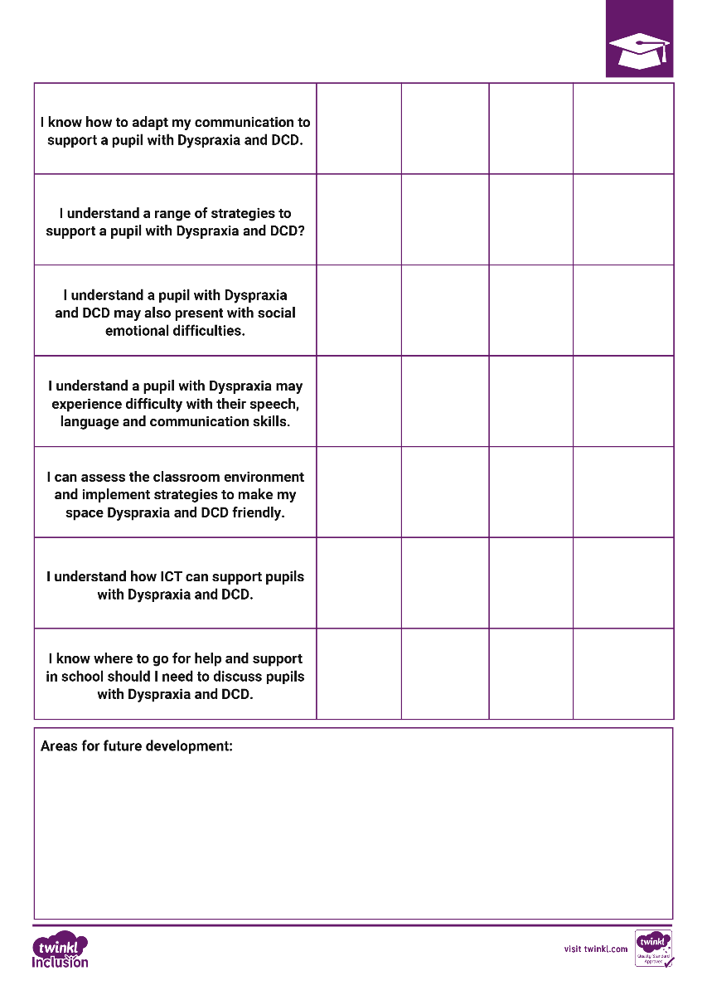 I know how to adapt my communication to
support a pupil with Dyspraxia and DCD.
I understand a range of strategies to
support a pupil with Dyspraxia and DCD?
I understand a pupil with Dyspraxia
and DCD may also present with social
emotional difficulties.
I understand a pupil with Dyspraxia may
experience difficulty with their speech,
language and communication skills.
I can assess the classroom environment
and implement strategies to make my
space Dyspraxia and DCD friendly.
I understand how ICT can support pupils
with Dyspraxia and DCD.
I know where to go for help and support
in school should I need to discuss pupils
with Dyspraxia and DCD.
Areas for future development:
twinkl
Inclusion
visit twinkl.com
twinkl
Quality Standard
Approved